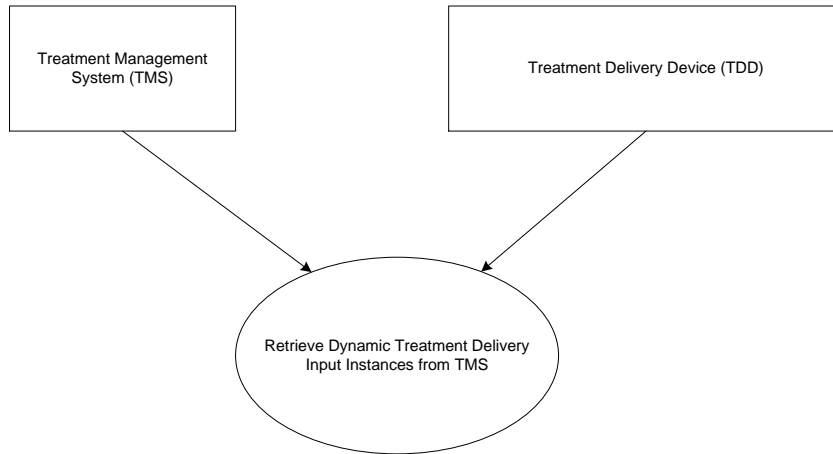 Treatment Management
System (TMS)
Treatment Delivery Device (TDD)
Retrieve Dynamic Treatment Delivery
Input Instances from TMS